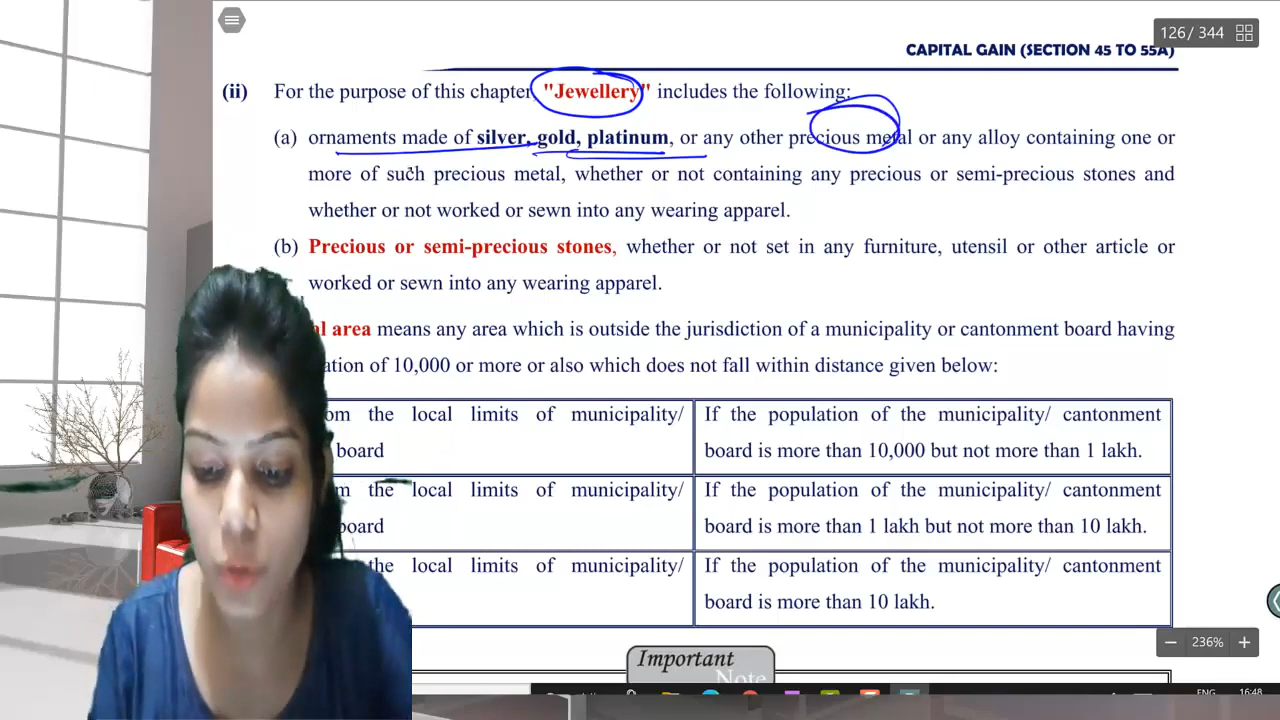 126 / 344
CAPITAL GAIN (SECTION 45 TO 55A)
(ii) For the purpose of this chapter "Jewellery" includes the following:
(a) ornaments made of silver, gold, platinum, or any other precious metal or any alloy containing one or
more of such precious metal, whether or not containing any precious or semi-precious stones and
whether or not worked or sewn into any wearing apparel.
(b) Precious or semi-precious stones, whether or not set in any furniture, utensil or other article or
worked or sewn into any wearing apparel.
area means any area which is outside the jurisdiction of a municipality or cantonment board having
of 10,000 or more or also which does not fall within distance given below:
the local limits of municipality/ If the population of the municipality/ cantonment
board board is more than 10,000 but not more than 1 lakh.
the local limits of municipality/ If the population of the municipality/ cantonment
board board is more than 1 lakh but not more than 10 lakh.
the local limits of municipality/ If the population of the municipality/ cantonment
board is more than 10 lakh.
236%
Important
Note
ENG 16:48